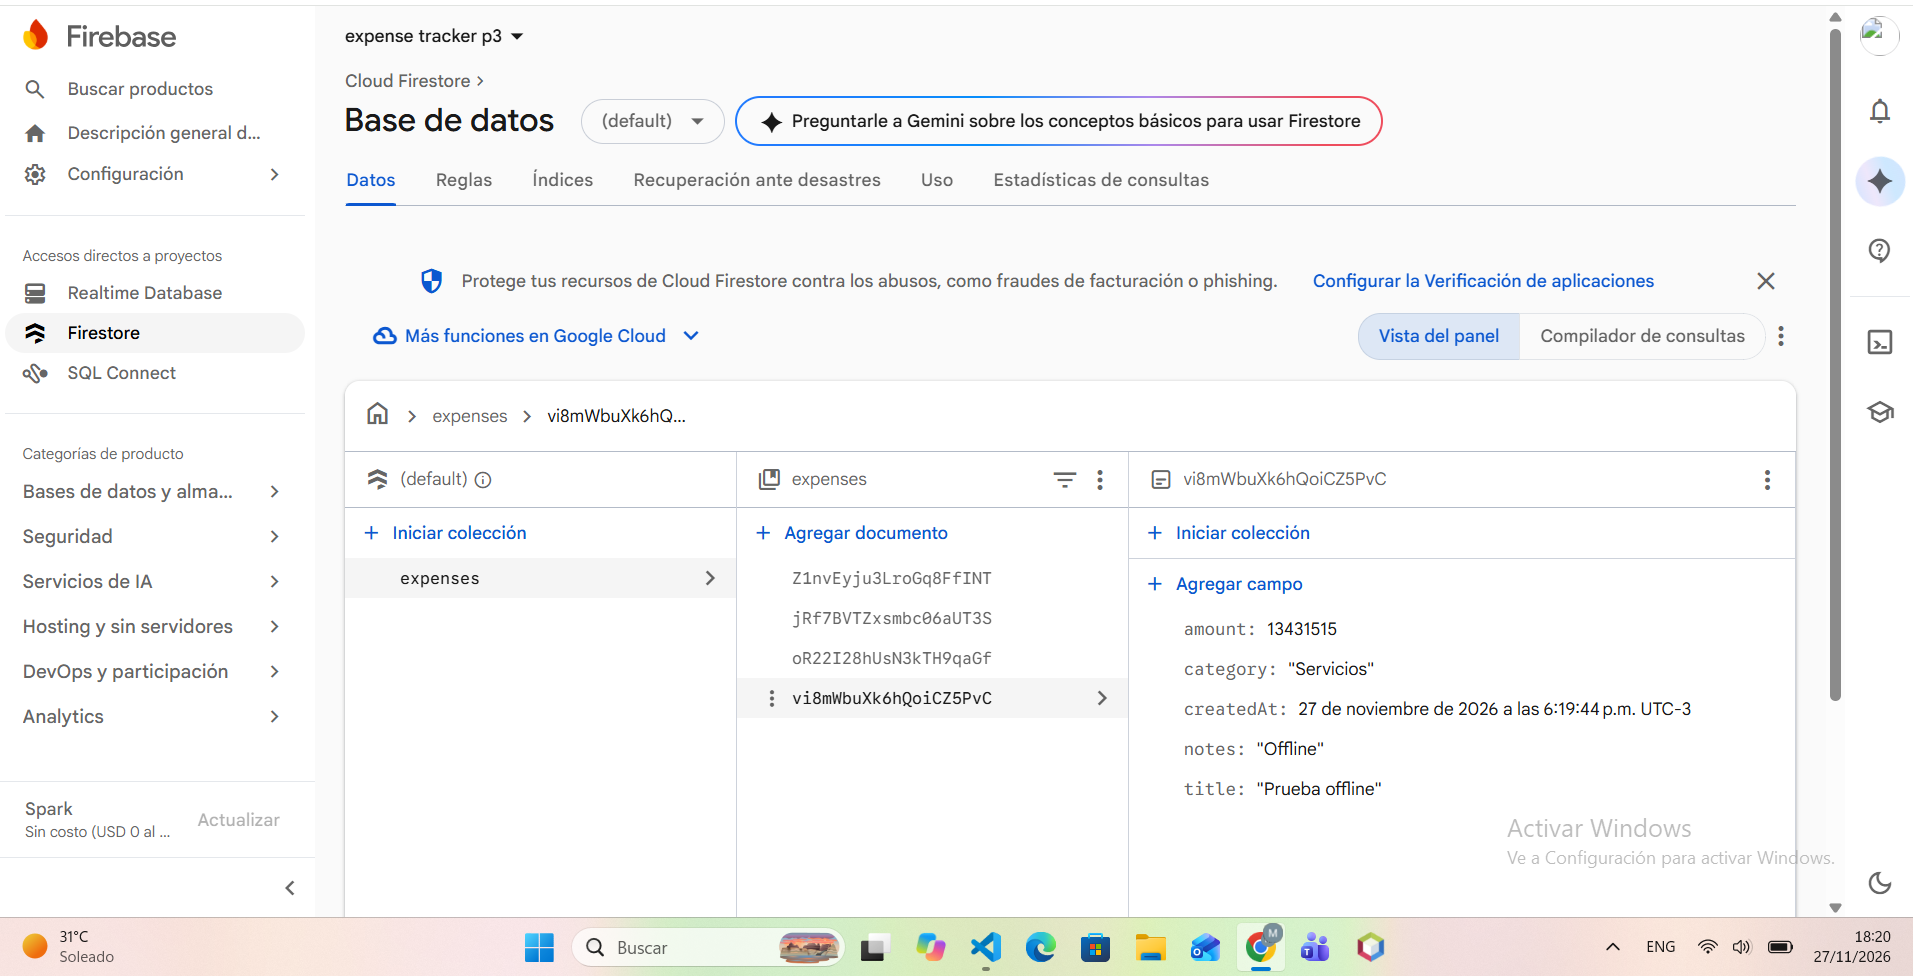 Firebase
Buscar productos
Descripción general d...
Configuración
Accesos directos a proyectos
Realtime Database
Firestore
SQL Connect
Categorías de producto
Bases de datos y alma...
Seguridad
Servicios de IA
Hosting y sin servidores
DevOps y participación
Analytics
Spark
Sin costo (USD 0 al ...
Actualizar
expense tracker p3
Cloud Firestore
Base de datos
(default)
Preguntarle a Gemini sobre los conceptos básicos para usar Firestore
Datos
Reglas
Índices
Recuperación ante desastres
Uso
Estadísticas de consultas
Protege tus recursos de Cloud Firestore contra los abusos, como fraudes de facturación o phishing.
Configurar la Verificación de aplicaciones
Más funciones en Google Cloud
Vista del panel
Compilador de consultas
expenses
vi8mWbuXk6hQ...
(default)
Iniciar colección
expenses
expenses
Agregar documento
Z1nvEyju3LroGq8FfINT
jRf7BVTZxsmbc06aUT3S
oR22I28hUsN3kTH9qaGf
vi8mWbuXk6hQoiCZ5PvC
vi8mWbuXk6hQoiCZ5PvC
Iniciar colección
Agregar campo
amount: 13431515
category: "Servicios"
createdAt: 27 de noviembre de 2026 a las 6:19:44 p.m. UTC-3
notes: "Offline"
title: "Prueba offline"
Activar Windows
Ve a Configuración para activar Windows.
31°C
Soleado
Buscar
M
ENG
18:20
27/11/2026